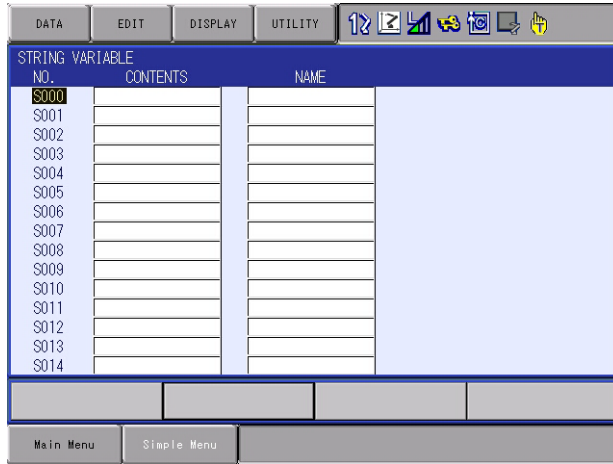 DATA EDIT DISPLAY UTILITY
STRING VARIABLE
NO. CONTENTS NAME
S000
S001
S002
S003
S004
S005
S006
S007
S008
S009
S010
S011
S012
S013
S014
Main Menu Simple Menu